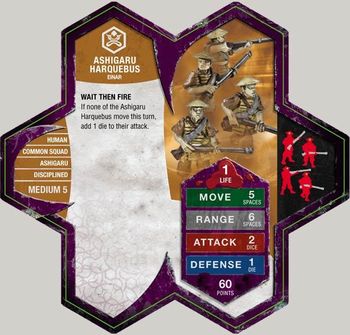 ASHIGARU
HARQUEBUS
EINAR
WAIT THEN FIRE
If none of the Ashigaru
Harquebus move this turn,
add 1 die to their attack.
HUMAN
COMMON SQUAD
ASHIGARU
DISCIPLINED
MEDIUM 5
1
LIFE
MOVE 5 SPACES
RANGE 6 SPACES
ATTACK 2 DICE
DEFENSE 1 DIE
60
POINTS